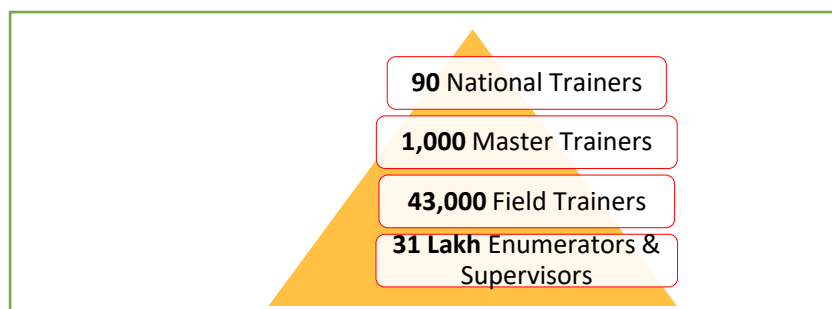 90 National Trainers
1,000 Master Trainers
43,000 Field Trainers
31 Lakh Enumerators &
Supervisors